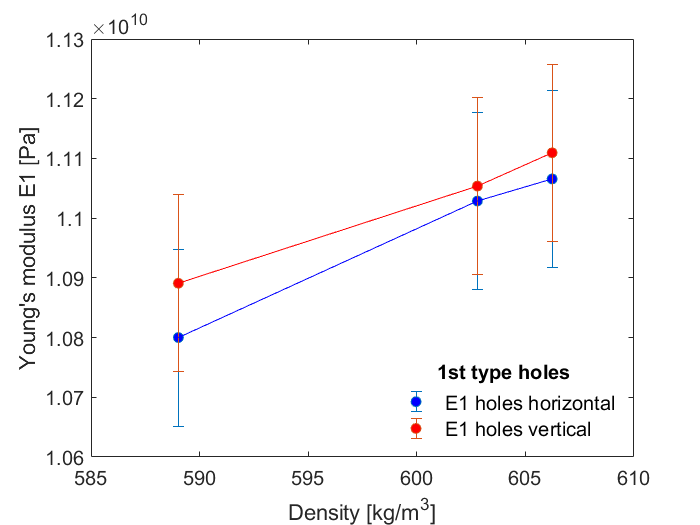 ×10^10
1.13
1.12
1.11
1.1
1.09
1.08
1.07
1.06
Young's modulus E1 [Pa]
1st type holes
E1 holes horizontal
E1 holes vertical
585 590 595 600 605 610
Density [kg/m^3]